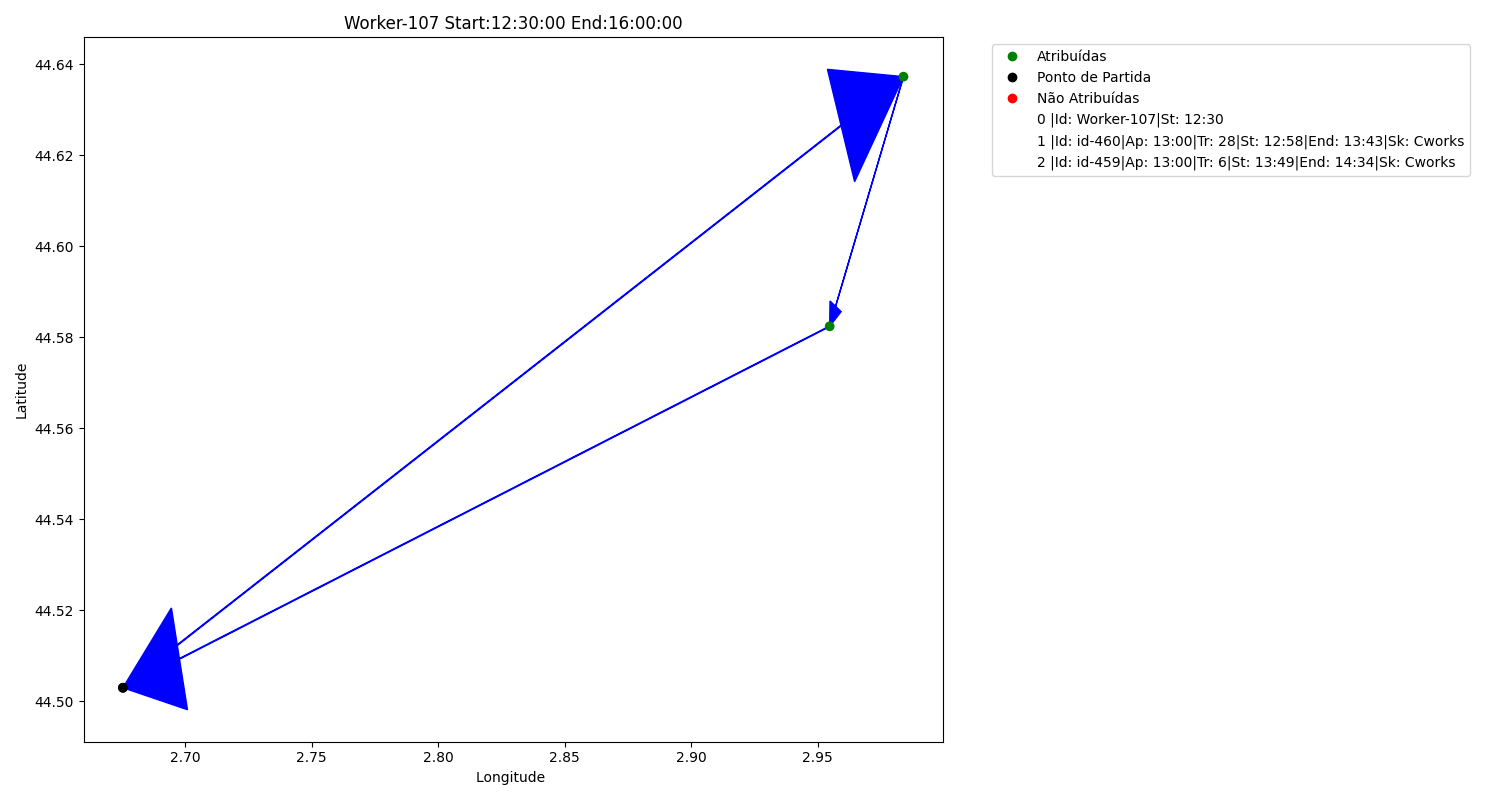 Worker-107 Start:12:30:00 End:16:00:00
44.64
44.62
44.60
44.58
44.56
44.54
44.52
44.50
Latitude
2.70
2.75
2.80
2.85
2.90
2.95
Longitude
Atribuídas
Ponto de Partida
Não Atribuídas
0 |Id: Worker-107|St: 12:30
1 |Id: id-460|Ap: 13:00|Tr: 28|St: 12:58|End: 13:43|Sk: Cworks
2 |Id: id-459|Ap: 13:00|Tr: 6|St: 13:49|End: 14:34|Sk: Cworks